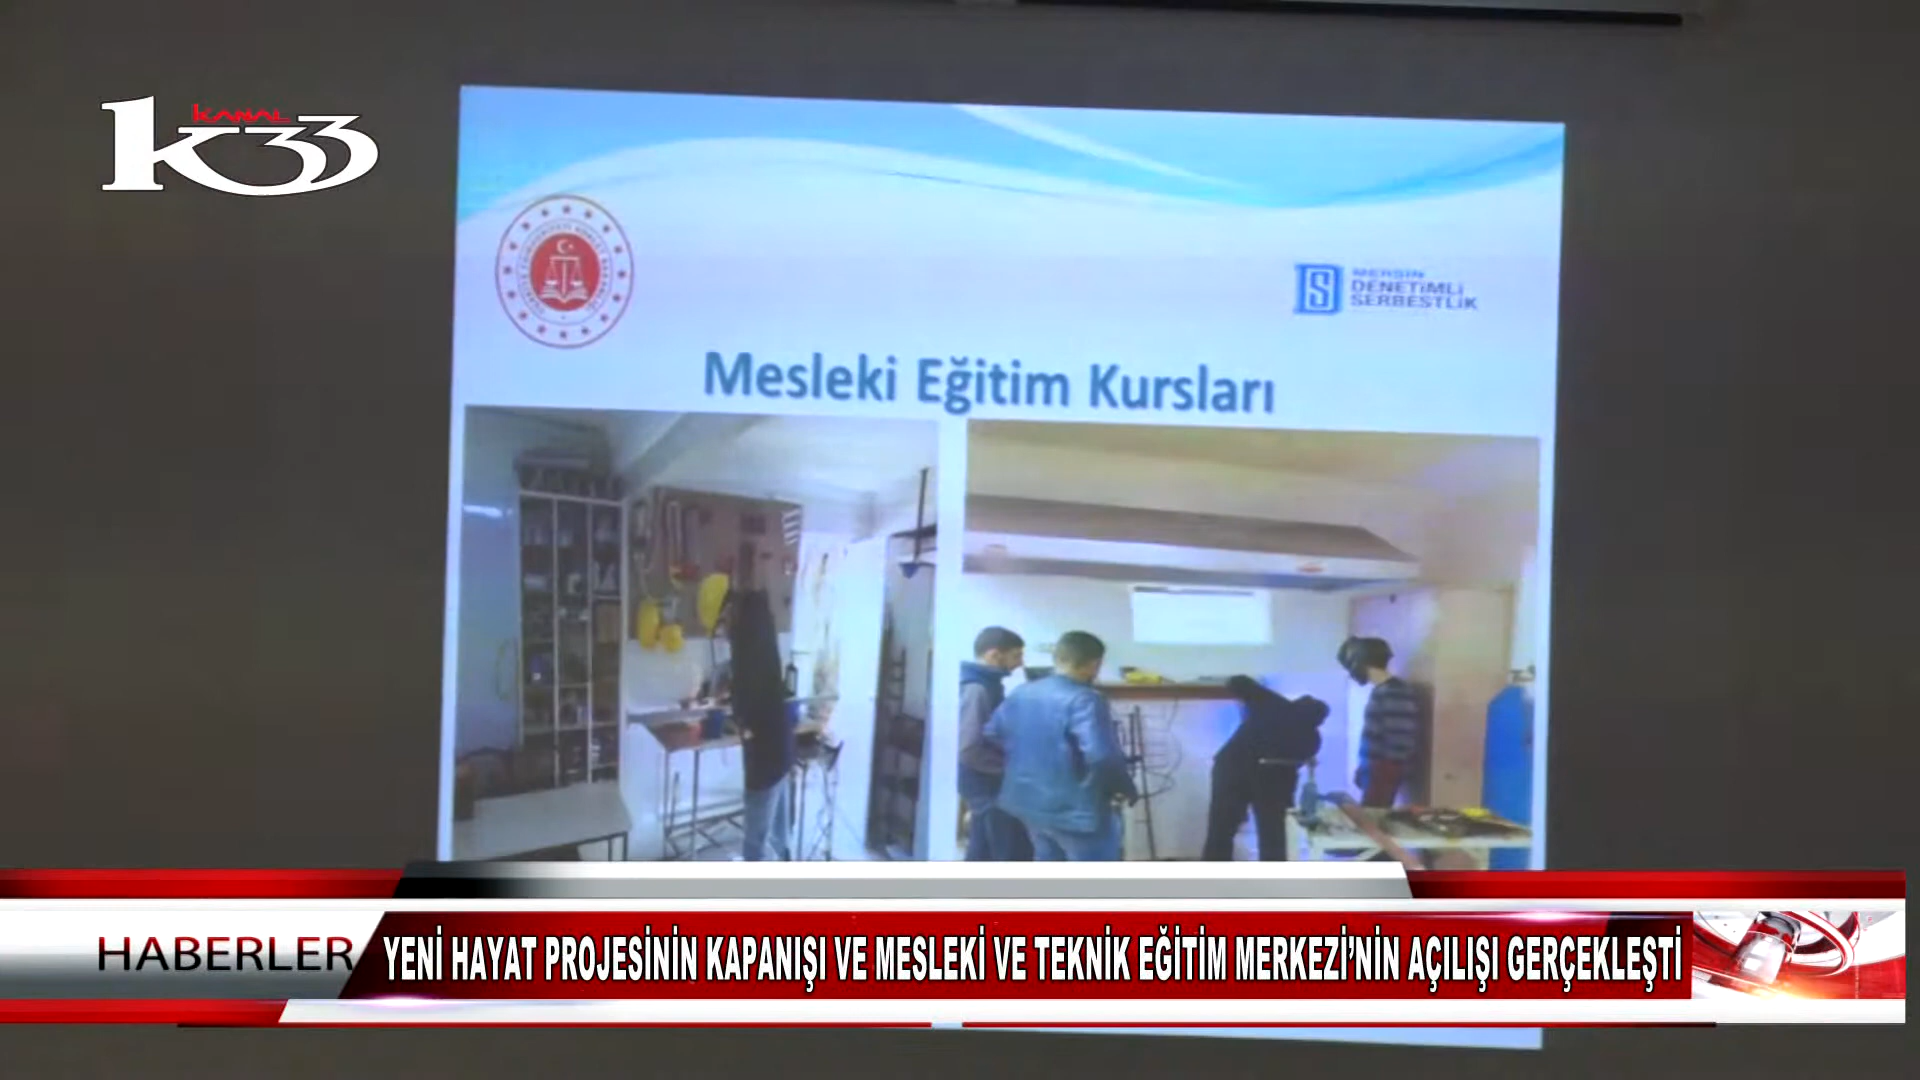 KANAL
K33
MERSİN
DENETİMLİ
SERBESTLİK
Mesleki Eğitim Kursları
HABERLER
YENİ HAYAT PROJESİNİN KAPANIŞI VE MESLEKİ VE TEKNİK EĞİTİM MERKEZİ’NİN AÇILIŞI GERÇEKLEŞTİ